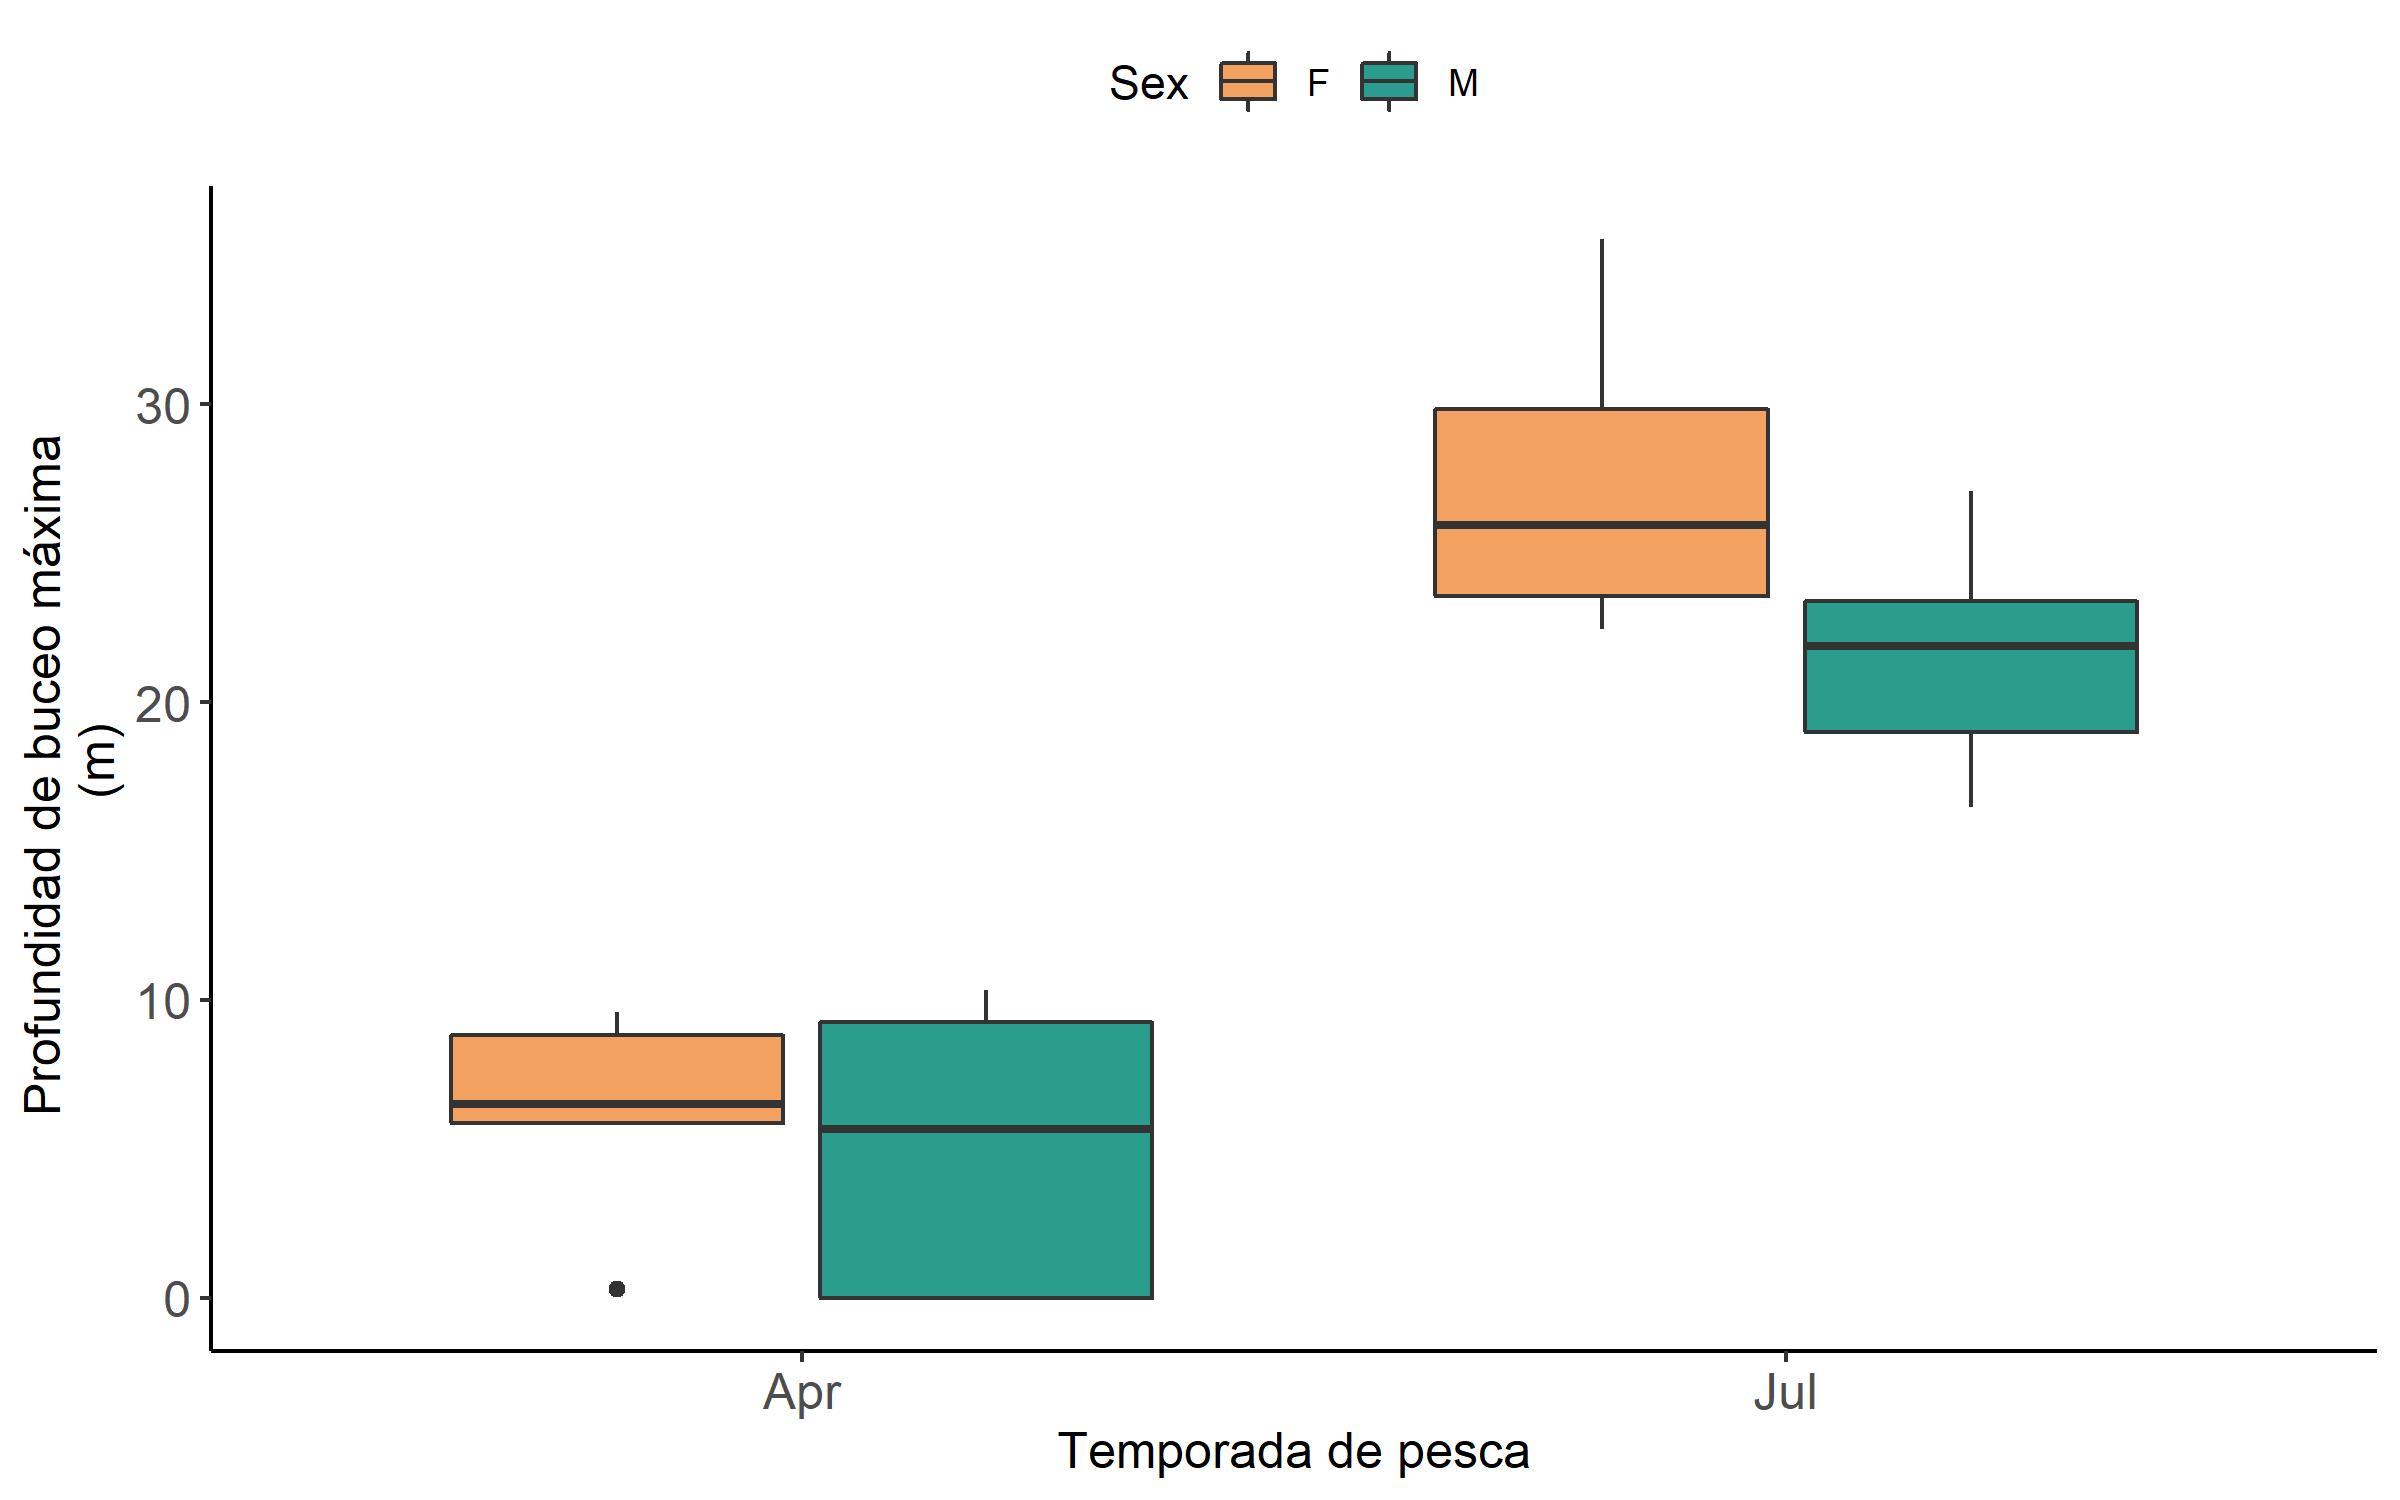 Sex F M
Profundidad de buceo máxima
(m)
30
20
10
0
Apr Jul
Temporada de pesca